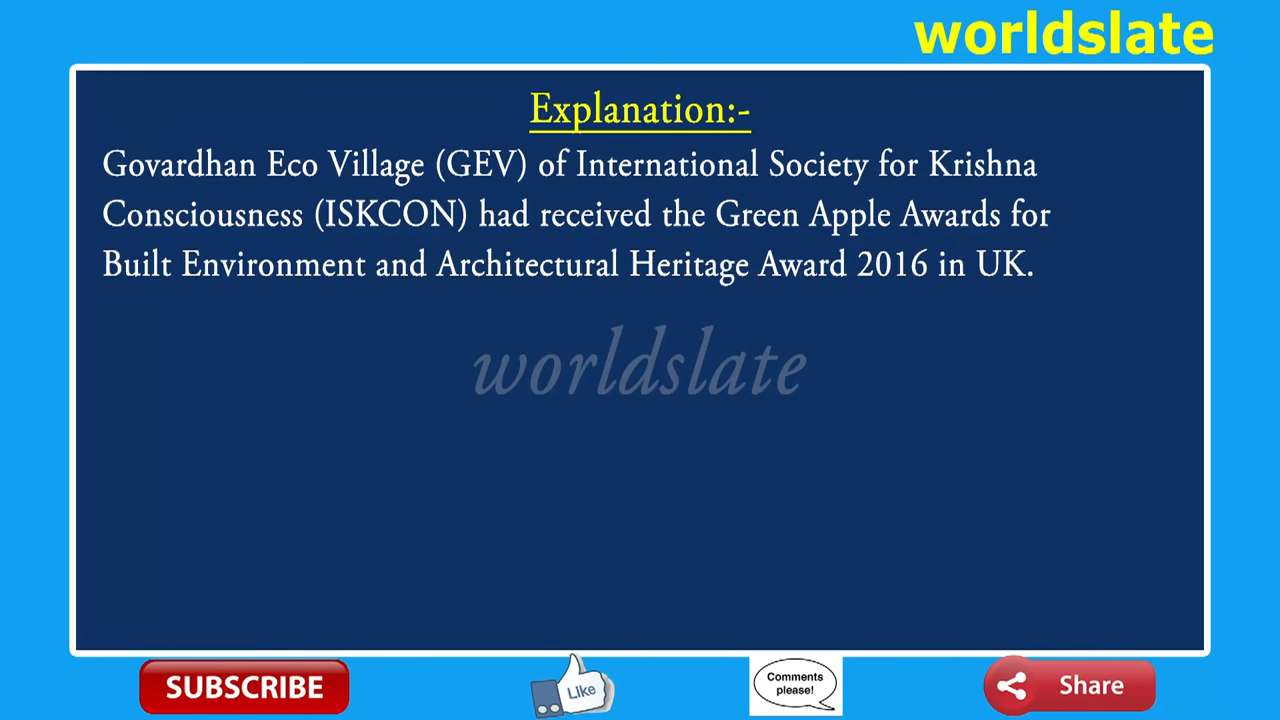 worldslate
Explanation:-
Govardhan Eco Village (GEV) of International Society for Krishna
Consciousness (ISKCON) had received the Green Apple Awards for
Built Environment and Architectural Heritage Award 2016 in UK.
worldslate
SUBSCRIBE
Like
Comments
please!
Share